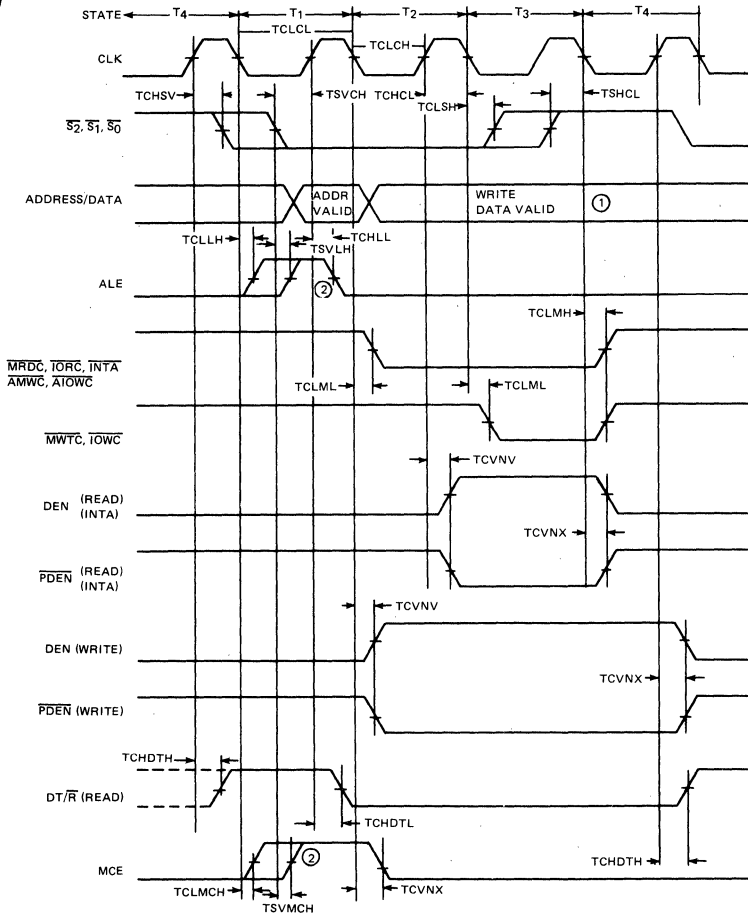 STATE T4 T1 T2 T3 T4
TCLCL
TCLCH
CLK
TCHSV TSVCH TCHCL TSHCL
TCLSH
S2, S1, S0
ADDRESS/DATA ADDR VALID WRITE DATA VALID 1
TCLLH TCHLL
TSVLH
ALE 2
TCLMH
MRDC, IORC, INTA
AMWC, AIOWC
TCLML TCLML
MWTC, IOWC
TCVNV
DEN (READ)
(INTA)
TCVNX
PDEN (READ)
(INTA)
TCVNV
DEN (WRITE)
TCVNX
PDEN (WRITE)
TCHDTH
DT/R (READ)
TCHDTL
TCHDTH
MCE 2
TCLMCH TCVNX
TSVMCH